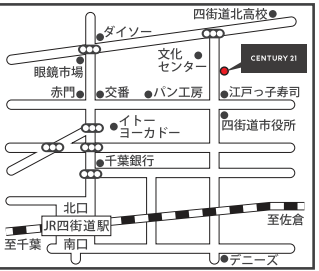 四街道北高校
ダイソー
文化
センター
CENTURY 21
眼鏡市場
赤門
交番
パン工房
江戸っ子寿司
イトー
ヨーカドー
四街道市役所
千葉銀行
北口
JR四街道駅
至佐倉
至千葉
南口
デニーズ